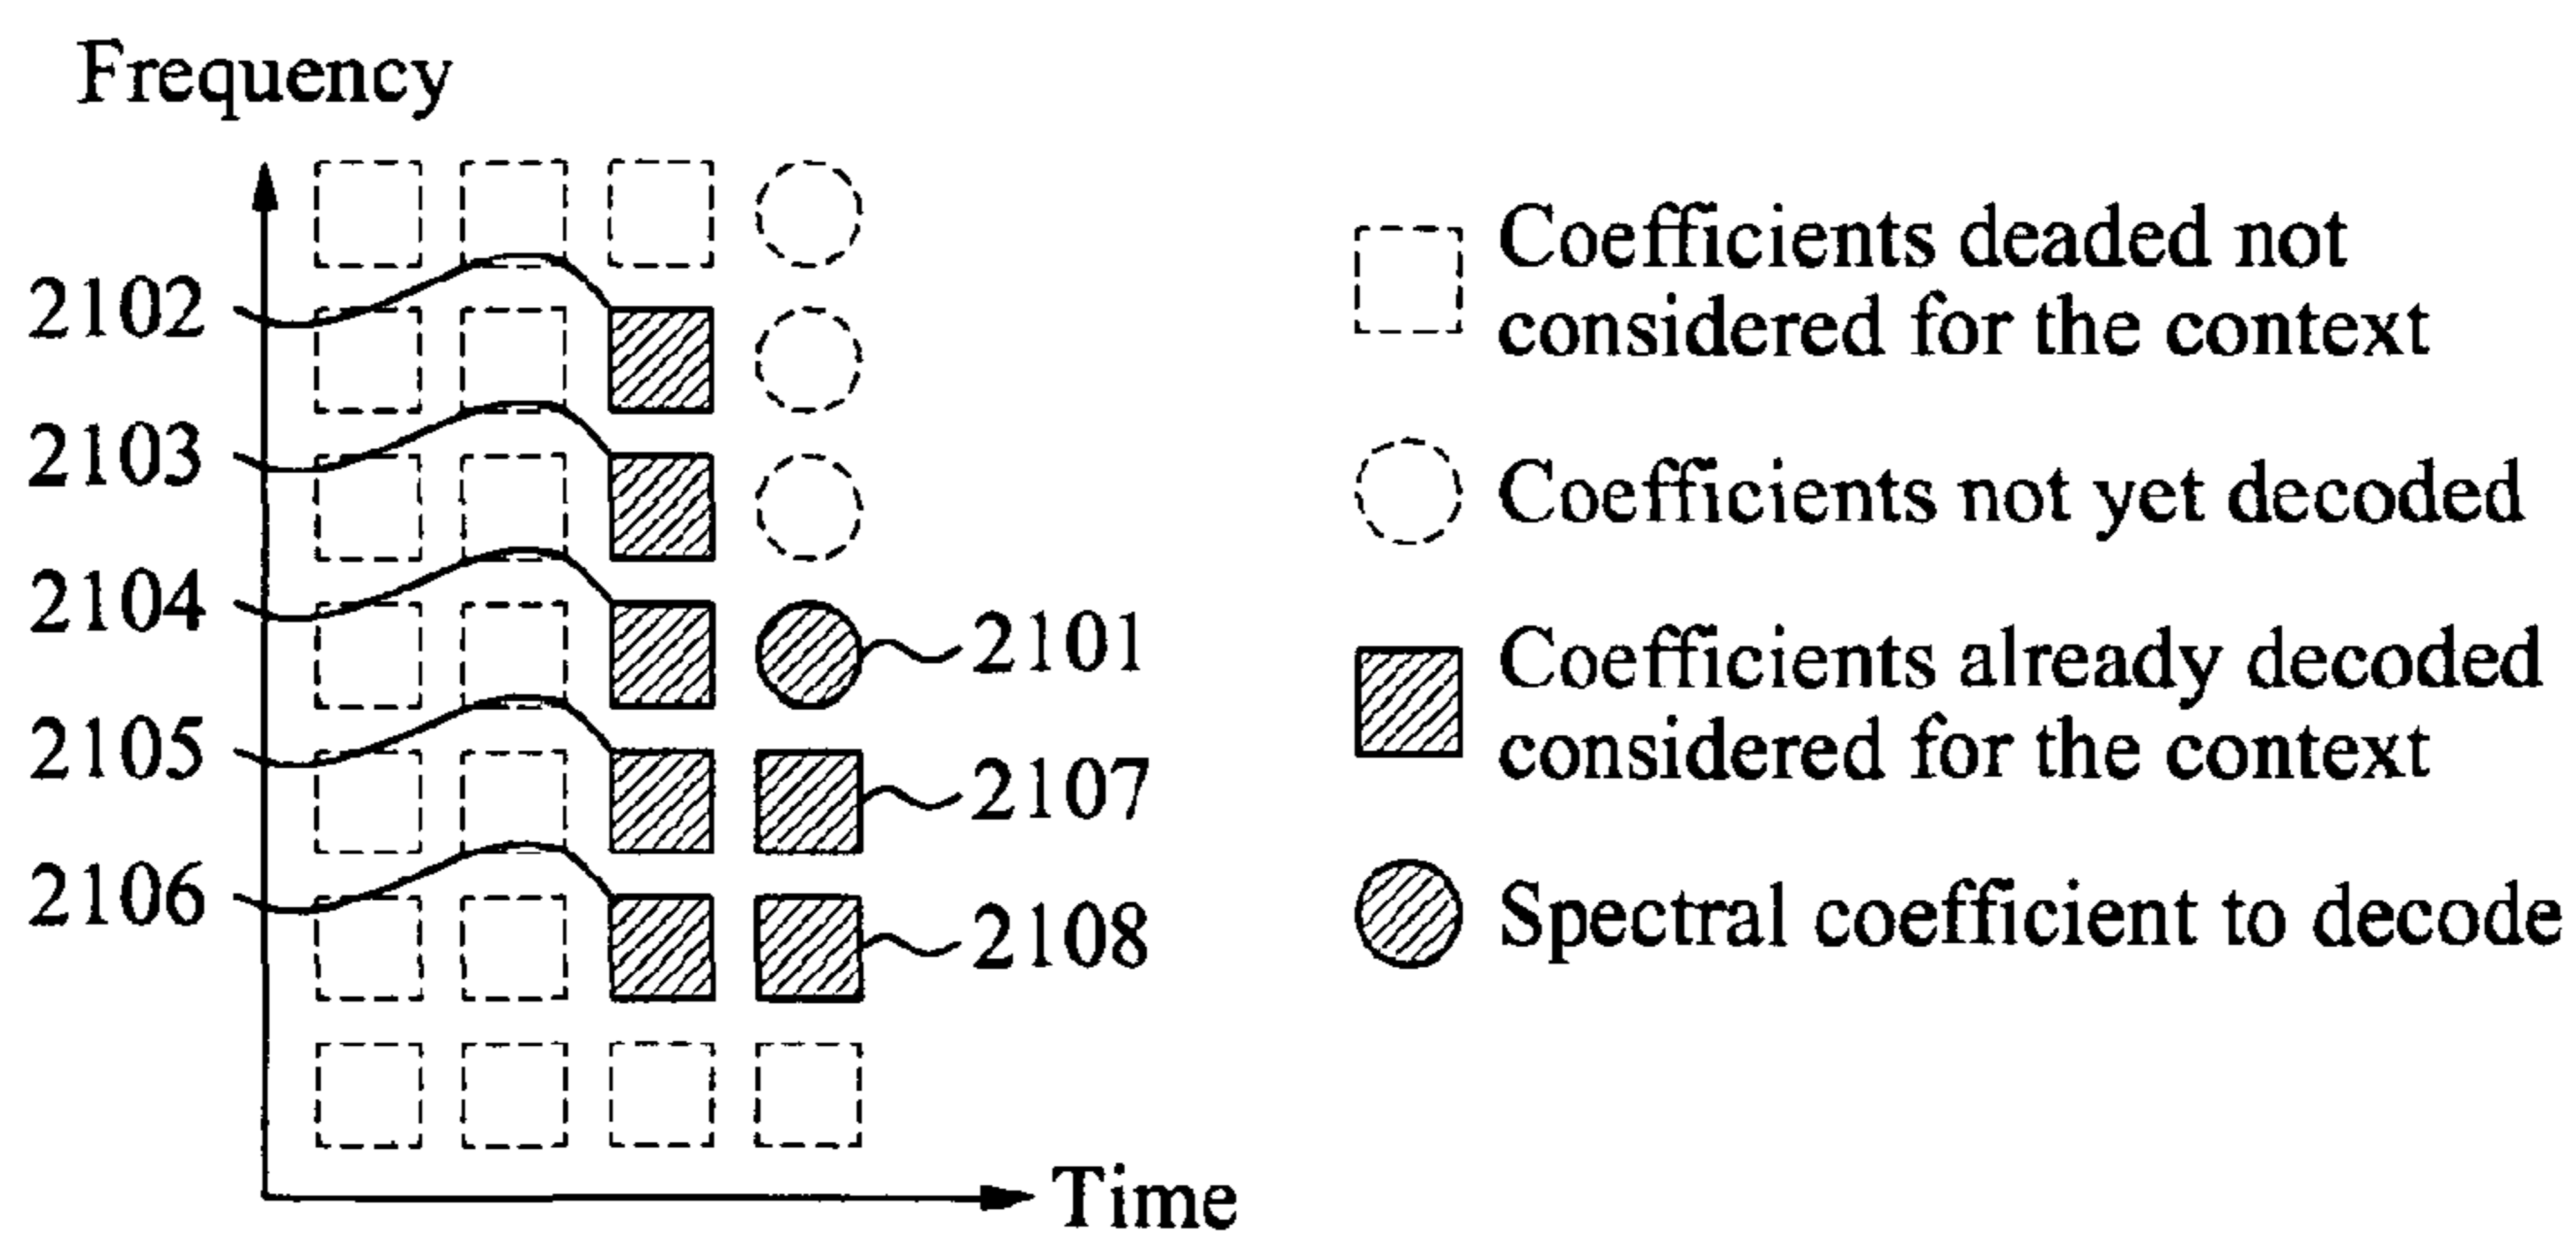 Frequency
2102
2103
2104
2105
2106
2101
2107
2108
Time
Coefficients deaded not
considered for the context
Coefficients not yet decoded
Coefficients already decoded
considered for the context
Spectral coefficient to decode